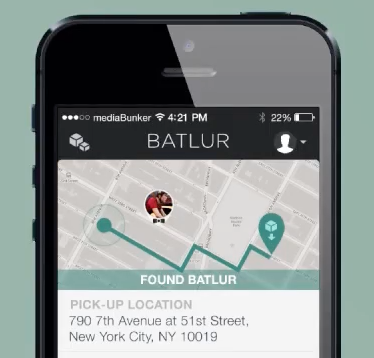 mediaBunker 4:21 PM 22%
BATLUR
FOUND BATLUR
PICK-UP LOCATION
790 7th Avenue at 51st Street,
New York City, NY 10019